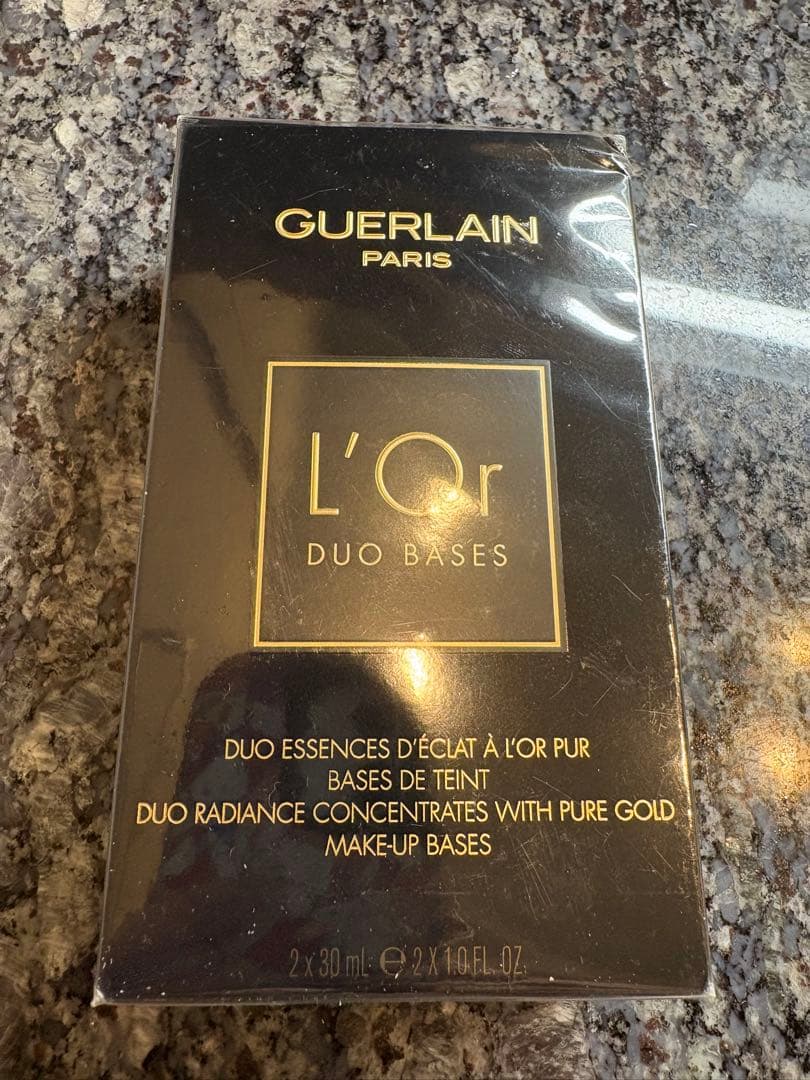 GUERLAIN
PARIS
L'Or
DUO BASES
DUO ESSENCES D'ÉCLAT À L'OR PUR
BASES DE TEINT
DUO RADIANCE CONCENTRATES WITH PURE GOLD
MAKE-UP BASES
2 x 30 mL ℮ 2 X 1.0 FL. OZ.